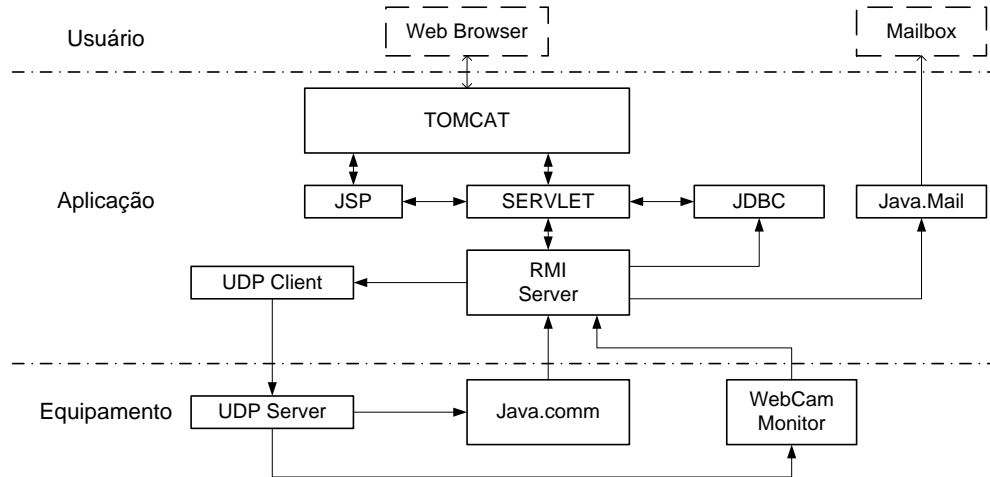 Usuário
Web Browser
Mailbox
TOMCAT
Aplicação
JSP
SERVLET
JDBC
Java.Mail
UDP Client
RMI
Server
Equipamento
UDP Server
Java.comm
WebCam
Monitor